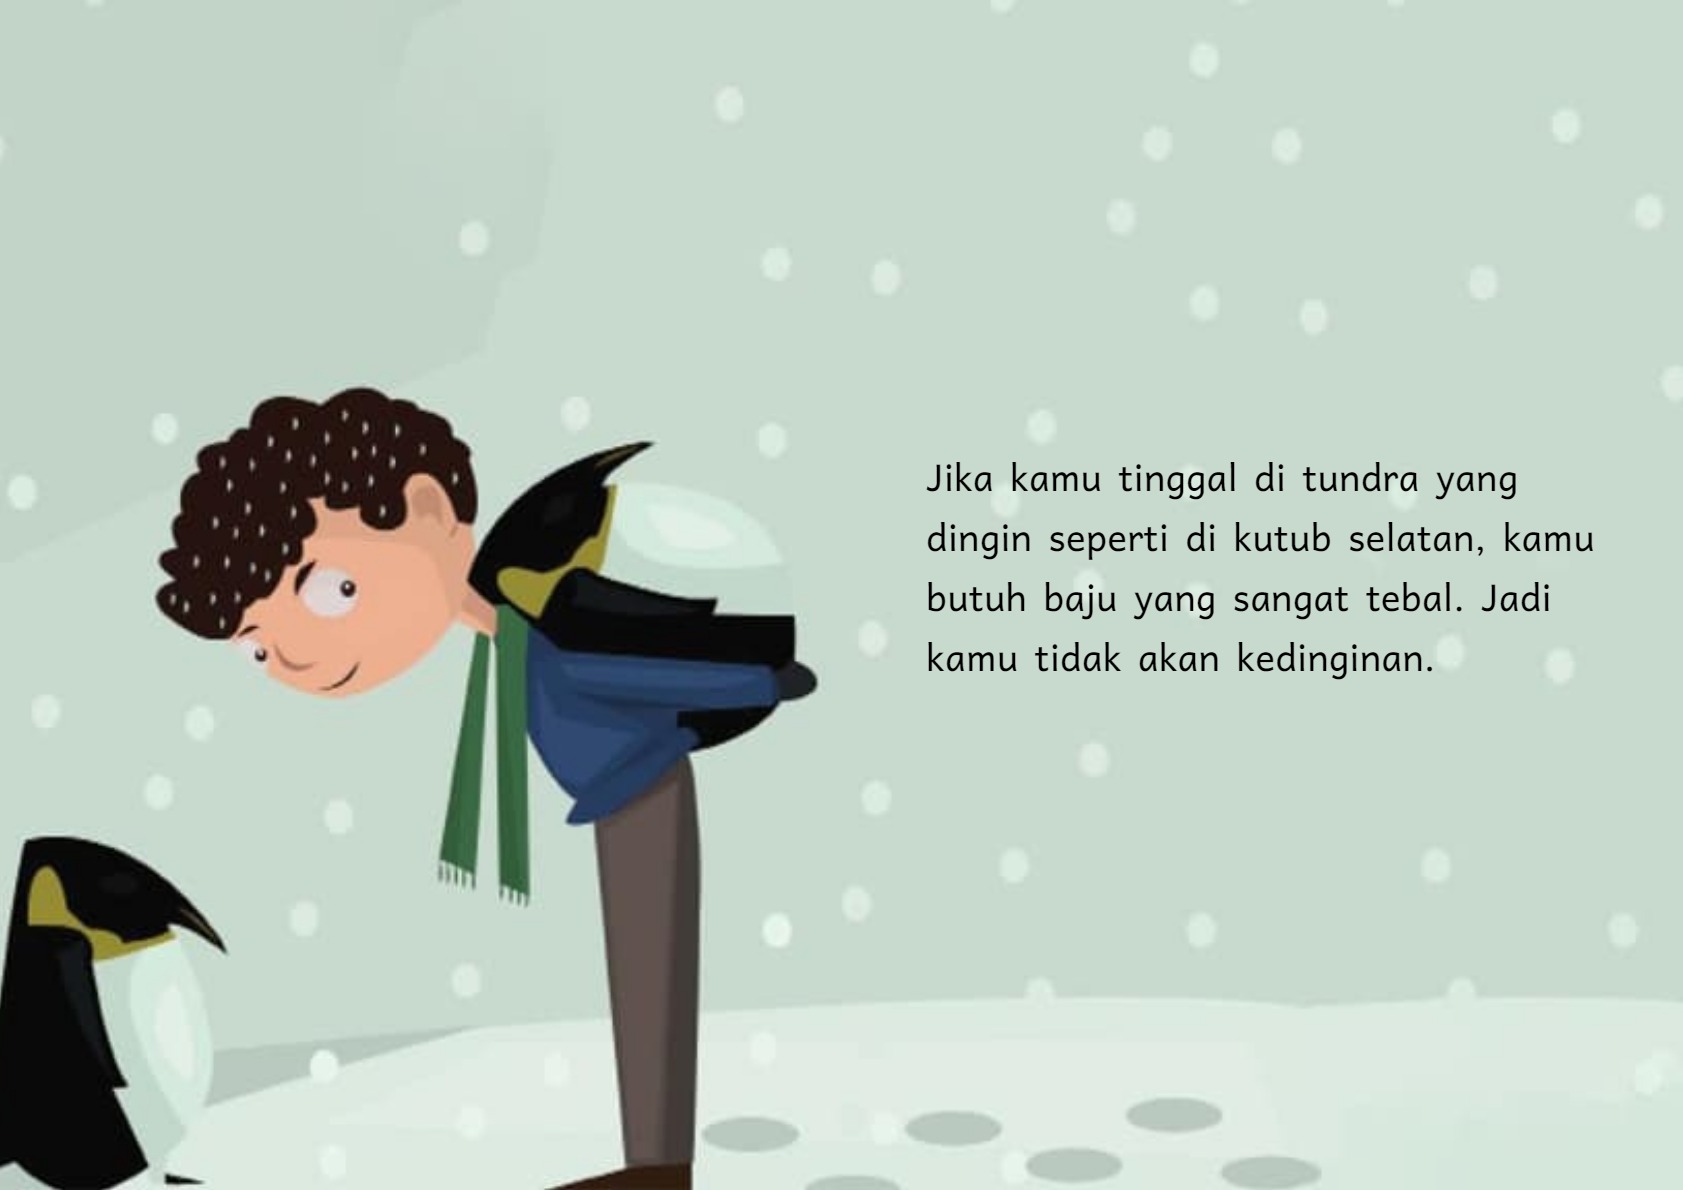 Jika kamu tinggal di tundra yang
dingin seperti di kutub selatan, kamu
butuh baju yang sangat tebal. Jadi
kamu tidak akan kedinginan.